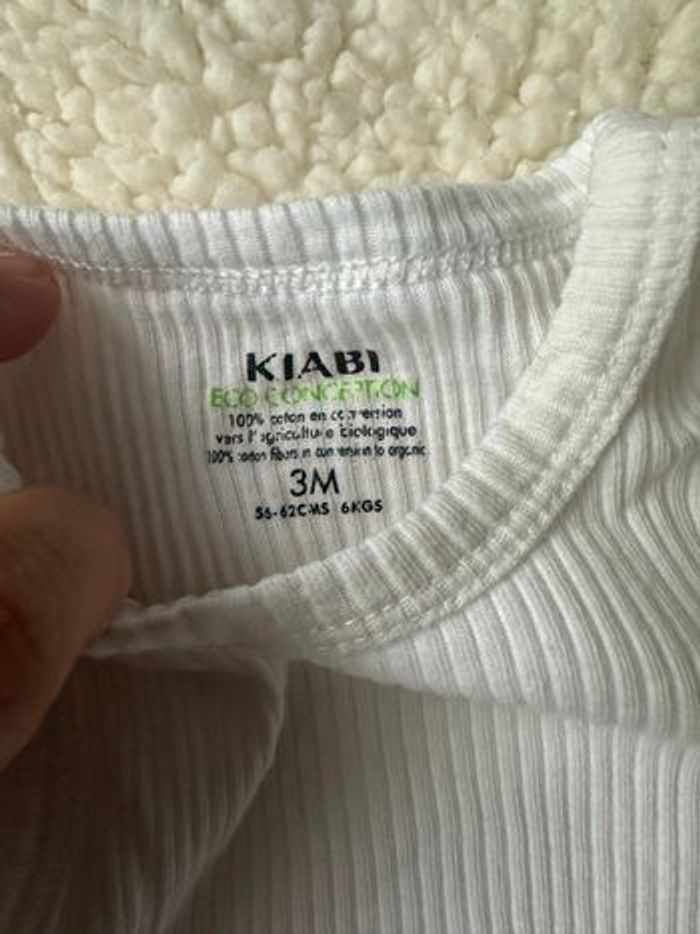 KIABI
ECO CONCEPTION
100% coton en conversion
vers l'agriculture biologique
100% cotton fibers in conversion to organic
3M
56-62CMS 6KGS